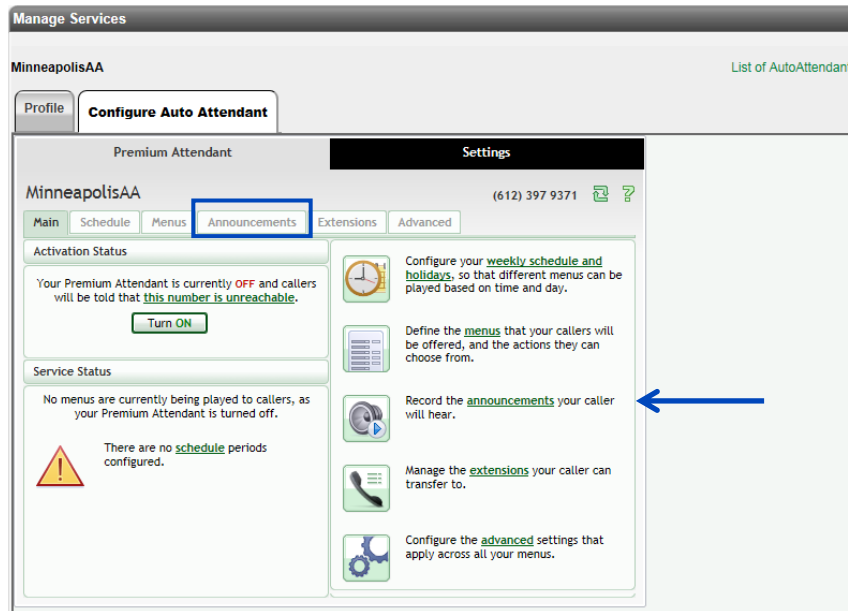 Manage Services
MinneapolisAA
List of AutoAttendant
Profile
Configure Auto Attendant
Premium Attendant
Settings
MinneapolisAA
(612) 397 9371
?
Main
Schedule
Menus
Announcements
Extensions
Advanced
Activation Status
Your Premium Attendant is currently OFF and callers
will be told that this number is unreachable.
Turn ON
Service Status
No menus are currently being played to callers, as
your Premium Attendant is turned off.
There are no schedule periods
configured.
Configure your weekly schedule and
holidays, so that different menus can be
played based on time and day.
Define the menus that your callers will
be offered, and the actions they can
choose from.
Record the announcements your caller
will hear.
Manage the extensions your caller can
transfer to.
Configure the advanced settings that
apply across all your menus.